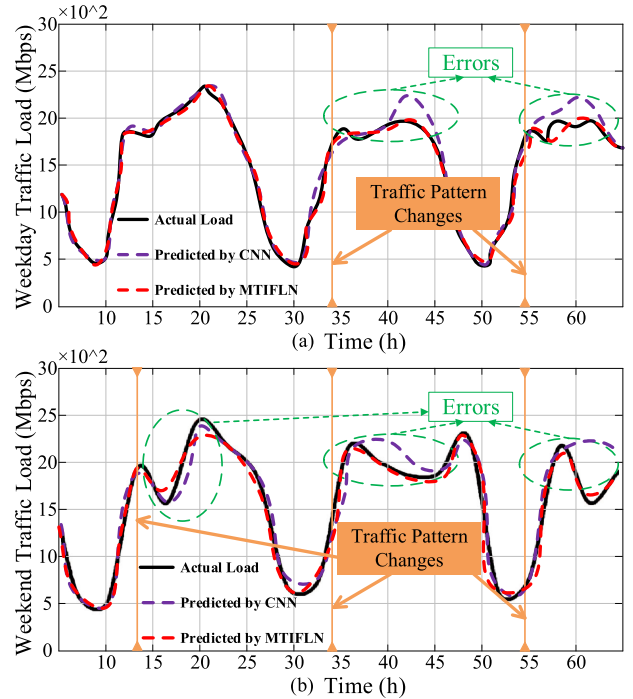 ×10^2
30
25
20
15
10
5
0
Weekday Traffic Load (Mbps)
Errors
Traffic Pattern
Changes
Actual Load
Predicted by CNN
Predicted by MTIFLN
10 15 20 25 30 35 40 45 50 55 60
(a) Time (h)
×10^2
30
25
20
15
10
5
0
Weekend Traffic Load (Mbps)
Errors
Traffic Pattern
Changes
Actual Load
Predicted by CNN
Predicted by MTIFLN
10 15 20 25 30 35 40 45 50 55 60
(b) Time (h)